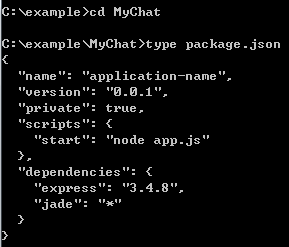 C:\example>cd MyChat
C:\example\MyChat>type package.json
{
  "name": "application-name",
  "version": "0.0.1",
  "private": true,
  "scripts": {
    "start": "node app.js"
  },
  "dependencies": {
    "express": "3.4.8",
    "jade": "*"
  }
}